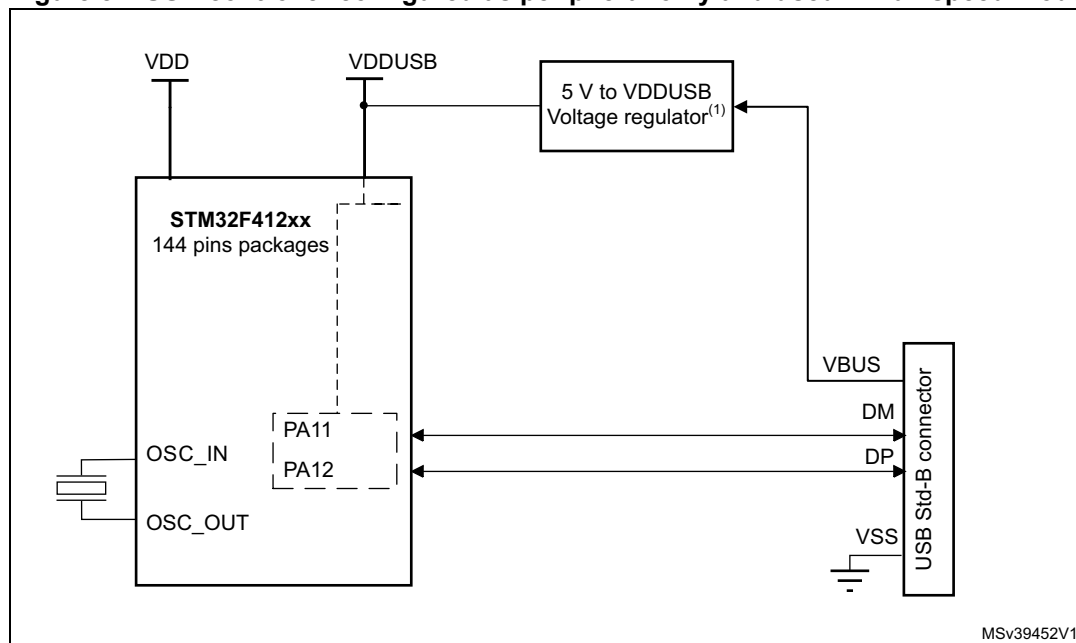 VDD
VDDUSB
5 V to VDDUSB
Voltage regulator(1)
STM32F412xx
144 pins packages
VBUS
DM
PA11
OSC_IN
DP
PA12
OSC_OUT
VSS
USB Std-B connector
MSv39452V1